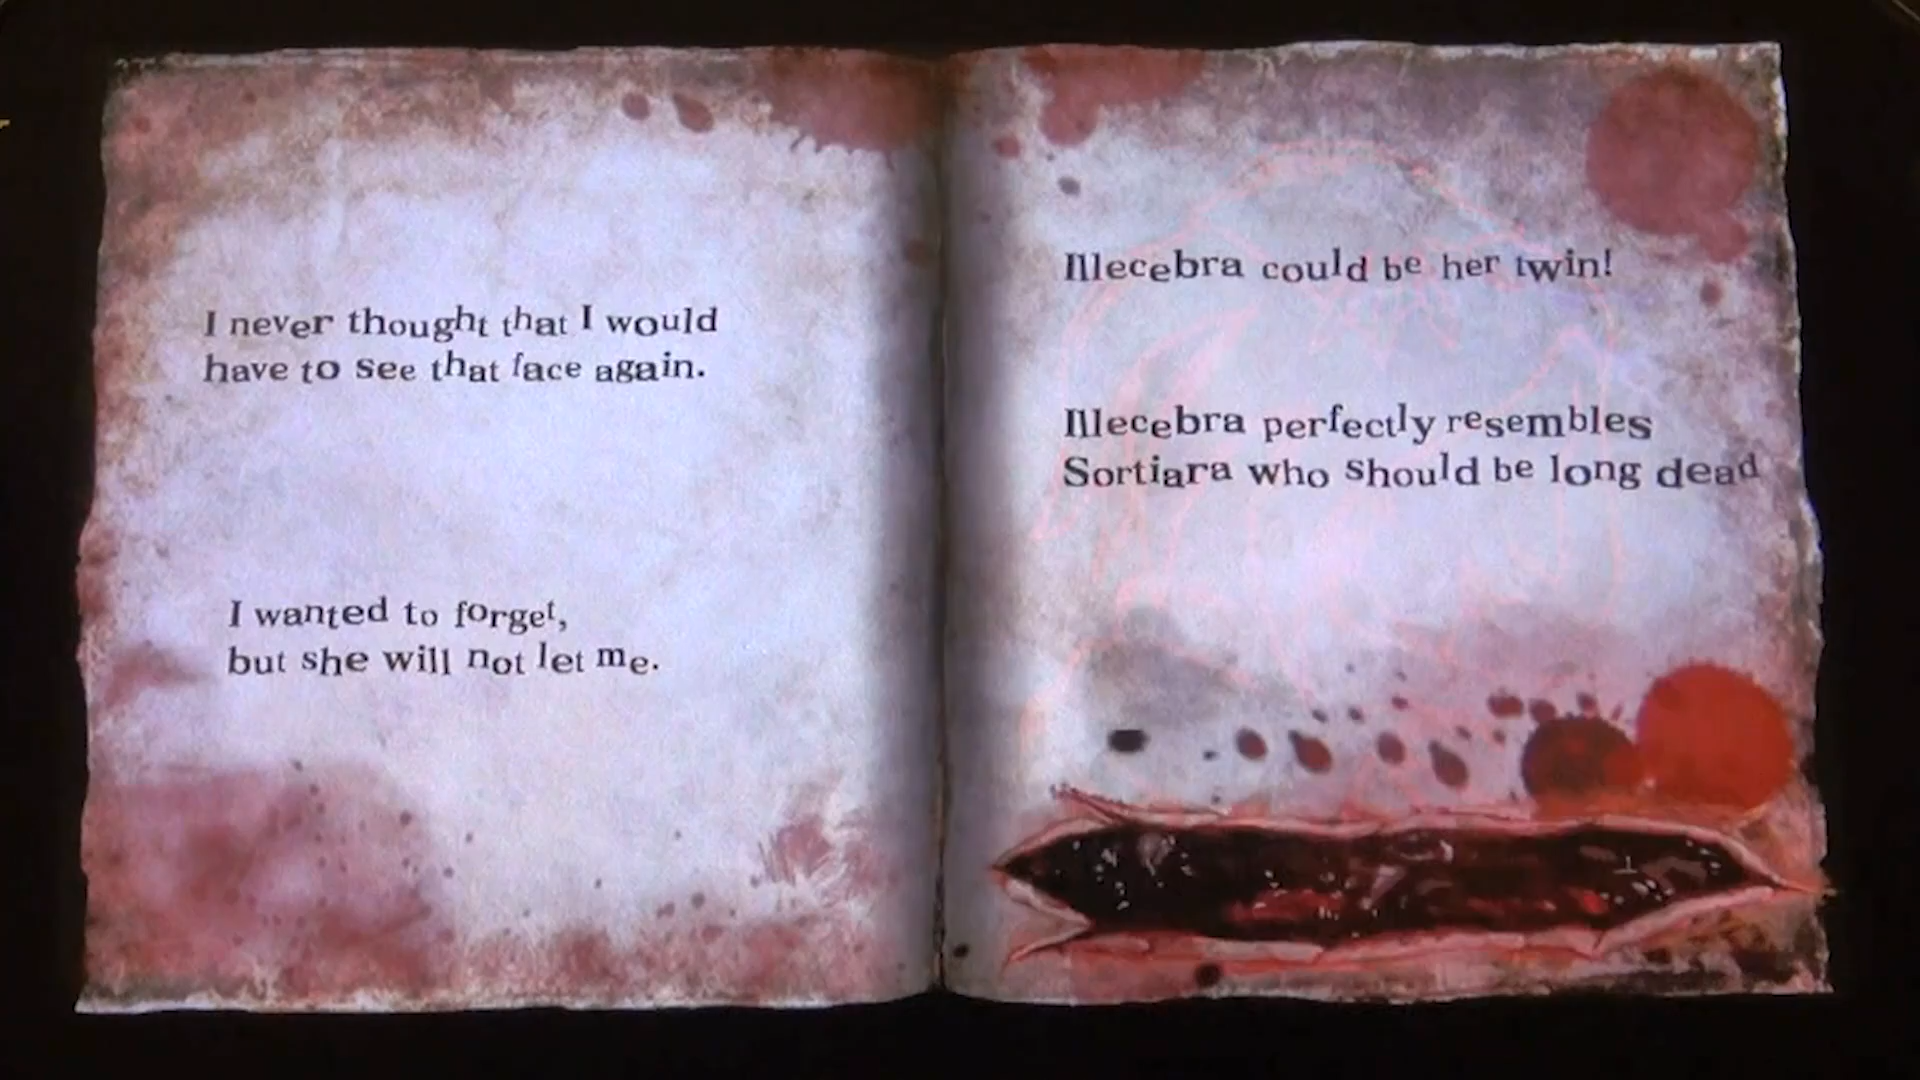 I never thought that I would
have to see that face again.
I wanted to forget,
but she will not let me.
Illecebra could be her twin!
Illecebra perfectly resembles
Sortiara who should be long dead